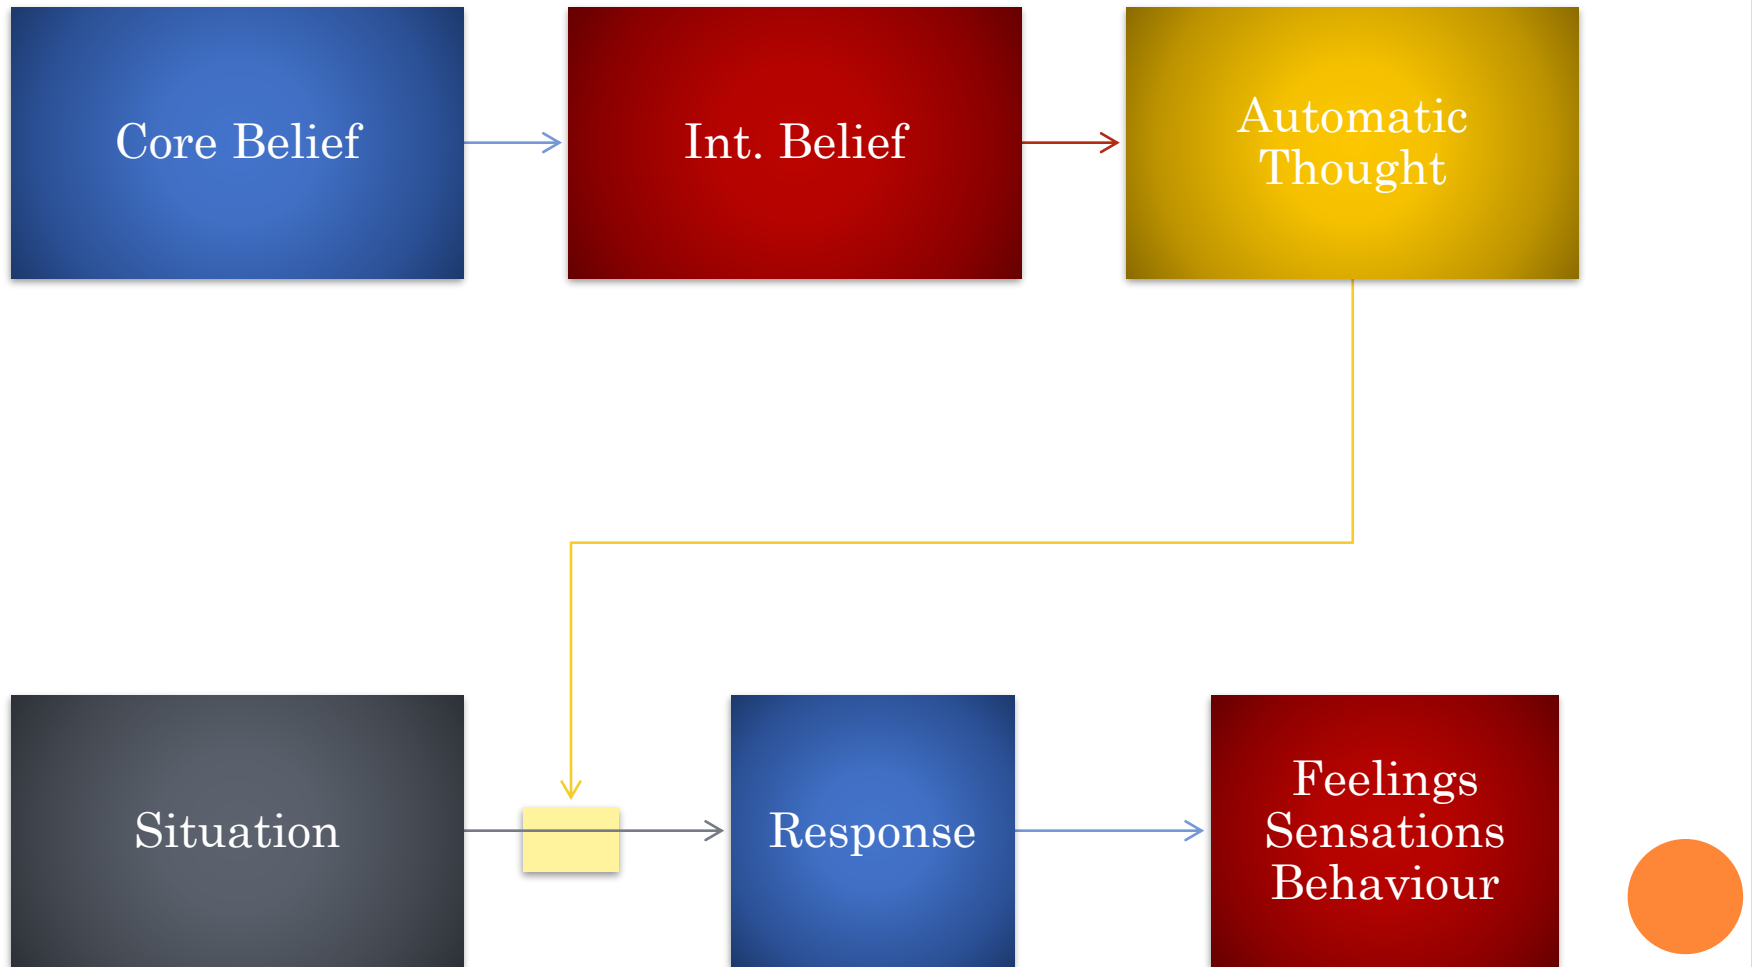 Core Belief
Int. Belief
Automatic
Thought
Situation
Response
Feelings
Sensations
Behaviour